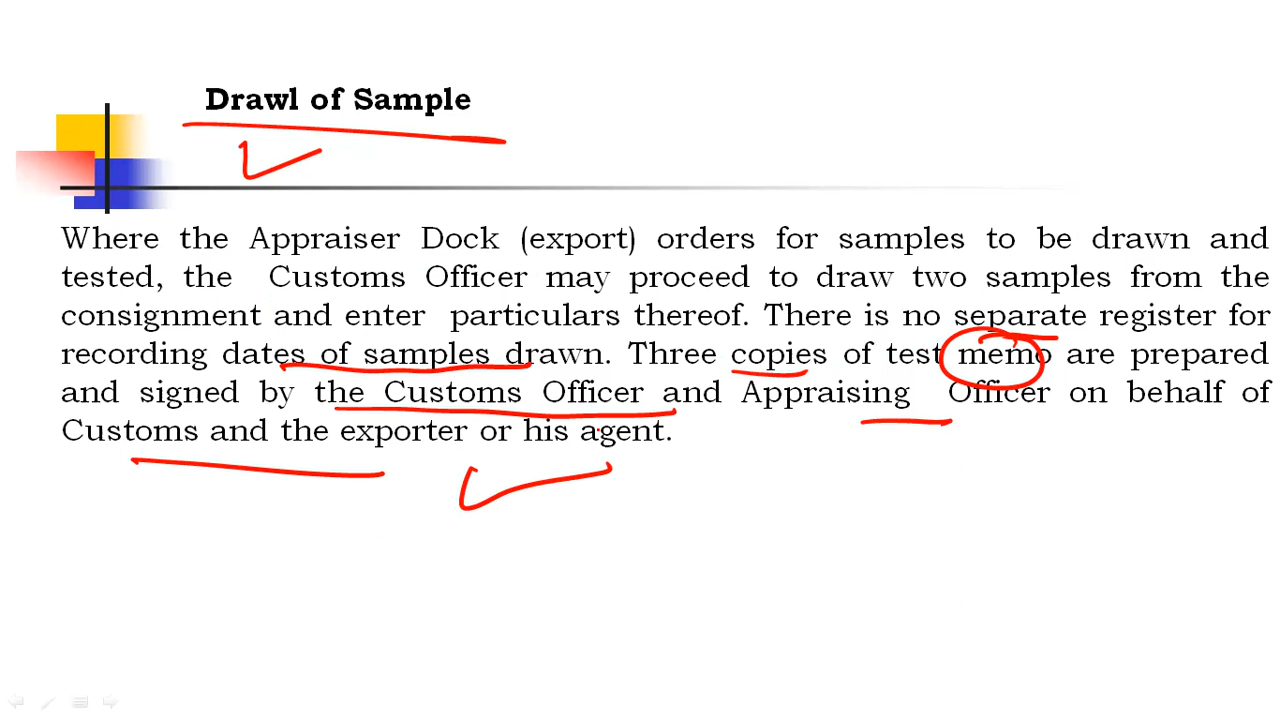 Drawl of Sample
Where the Appraiser Dock (export) orders for samples to be drawn and
tested, the Customs Officer may proceed to draw two samples from the
consignment and enter particulars thereof. There is no separate register for
recording dates of samples drawn. Three copies of test memo are prepared
and signed by the Customs Officer and Appraising Officer on behalf of
Customs and the exporter or his agent.